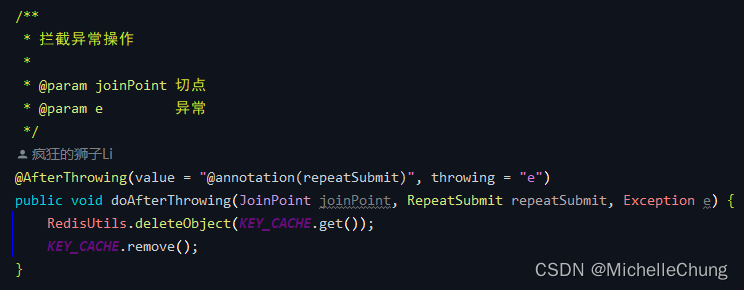 /**
 * 拦截异常操作
 *
 * @param joinPoint 切点
 * @param e         异常
 */
疯狂的狮子Li
@AfterThrowing(value = "@annotation(repeatSubmit)", throwing = "e")
public void doAfterThrowing(JoinPoint joinPoint, RepeatSubmit repeatSubmit, Exception e) {
    RedisUtils.deleteObject(KEY_CACHE.get());
    KEY_CACHE.remove();
}
CSDN @MichelleChung